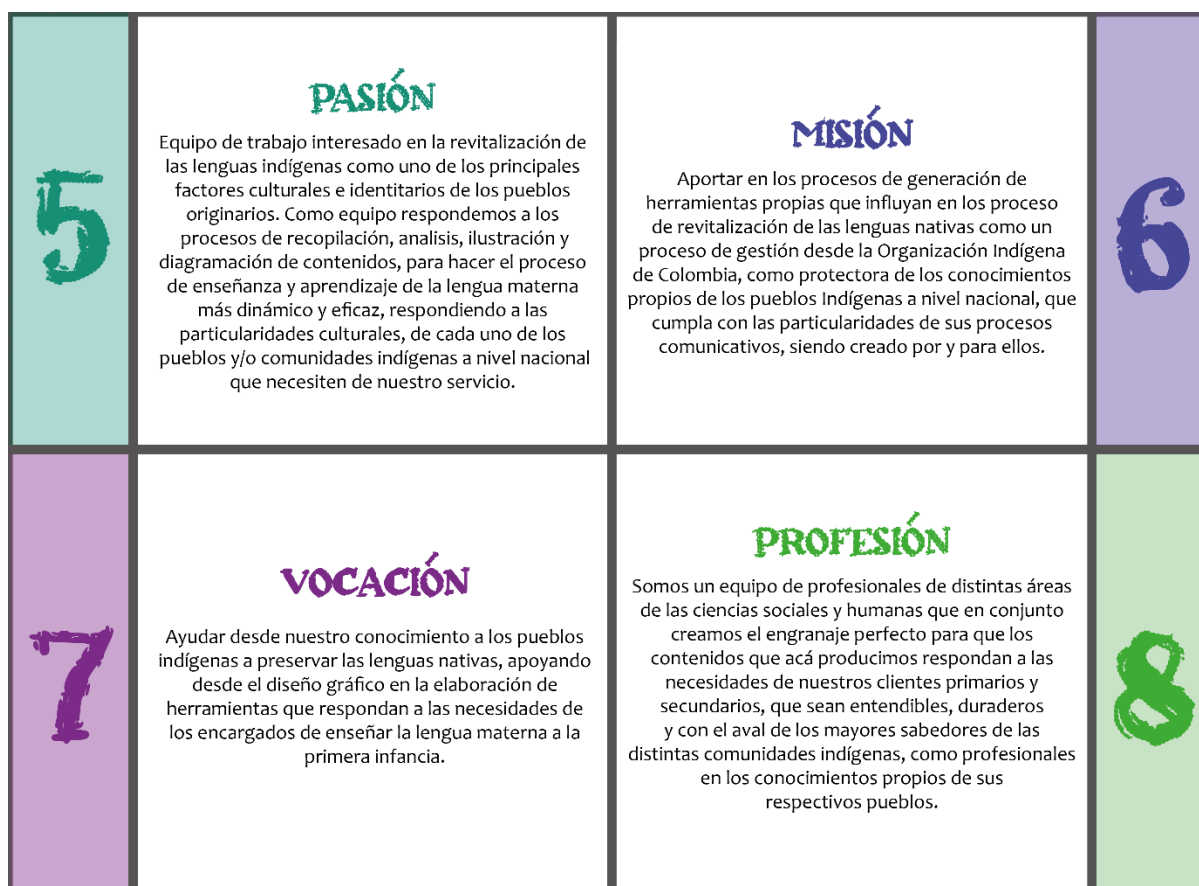 5
PASIÓN
Equipo de trabajo interesado en la revitalización de
las lenguas indígenas como uno de los principales
factores culturales e identitarios de los pueblos
originarios. Como equipo respondemos a los
procesos de recopilación, analisis, ilustración y
diagramación de contenidos, para hacer el proceso
de enseñanza y aprendizaje de la lengua materna
más dinámico y eficaz, respondiendo a las
particularidades culturales, de cada uno de los
pueblos y/o comunidades indígenas a nivel nacional
que necesiten de nuestro servicio.
MISIÓN
Aportar en los procesos de generación de
herramientas propias que influyan en los proceso
de revitalización de las lenguas nativas como un
proceso de gestión desde la Organización Indígena
de Colombia, como protectora de los conocimientos
propios de los pueblos Indígenas a nivel nacional, que
cumpla con las particularidades de sus procesos
comunicativos, siendo creado por y para ellos.
6
7
VOCACIÓN
Ayudar desde nuestro conocimiento a los pueblos
indígenas a preservar las lenguas nativas, apoyando
desde el diseño gráfico en la elaboración de
herramientas que respondan a las necesidades de
los encargados de enseñar la lengua materna a la
primera infancia.
PROFESIÓN
Somos un equipo de profesionales de distintas áreas
de las ciencias sociales y humanas que en conjunto
creamos el engranaje perfecto para que los
contenidos que acá producimos respondan a las
necesidades de nuestros clientes primarios y
secundarios, que sean entendibles, duraderos
y con el aval de los mayores sabedores de las
distintas comunidades indígenas, como profesionales
en los conocimientos propios de sus
respectivos pueblos.
8